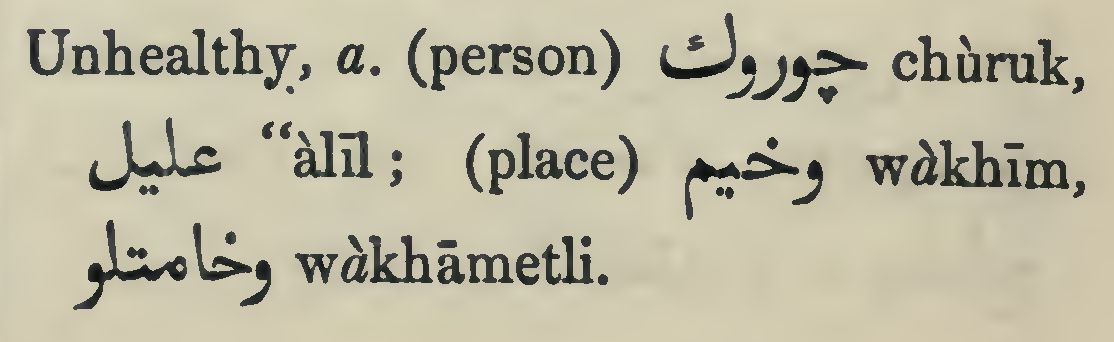 Unhealthy, a. (person) چوروك chùruk,
عليل “àlīl; (place) وخيم wàkhīm,
وخامتلو wàkhāmetli.